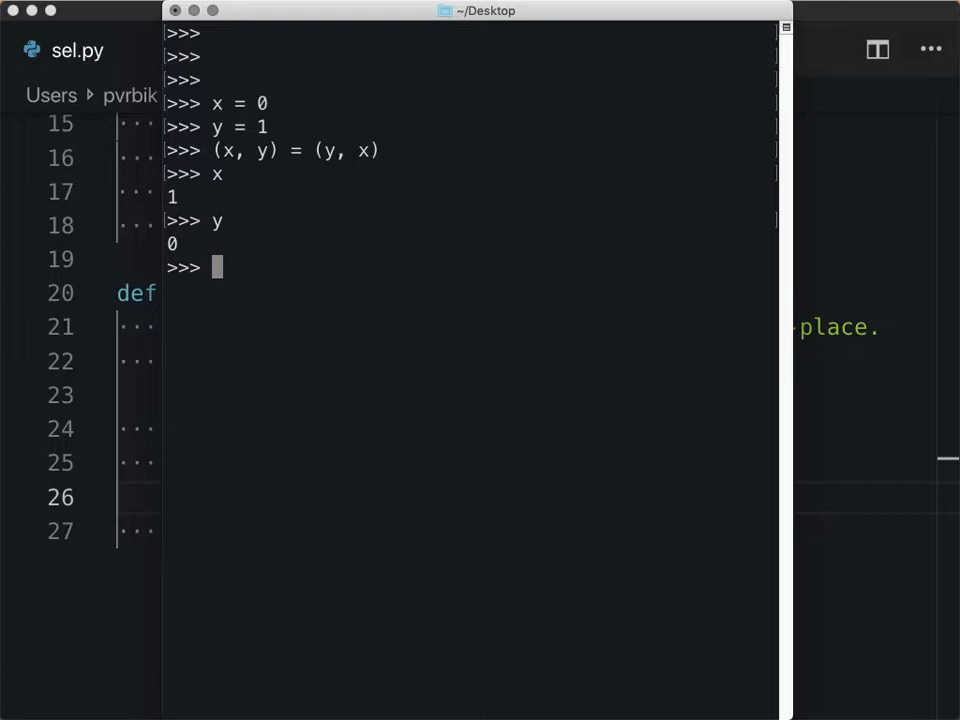 ~/Desktop
sel.py
Users pvrbik
>>>
>>>
>>>
>>> x = 0
>>> y = 1
>>> (x, y) = (y, x)
>>> x
1
>>> y
0
>>>
15
16
17
18
19
20 def
21 place.
22
23
24
25
26
27